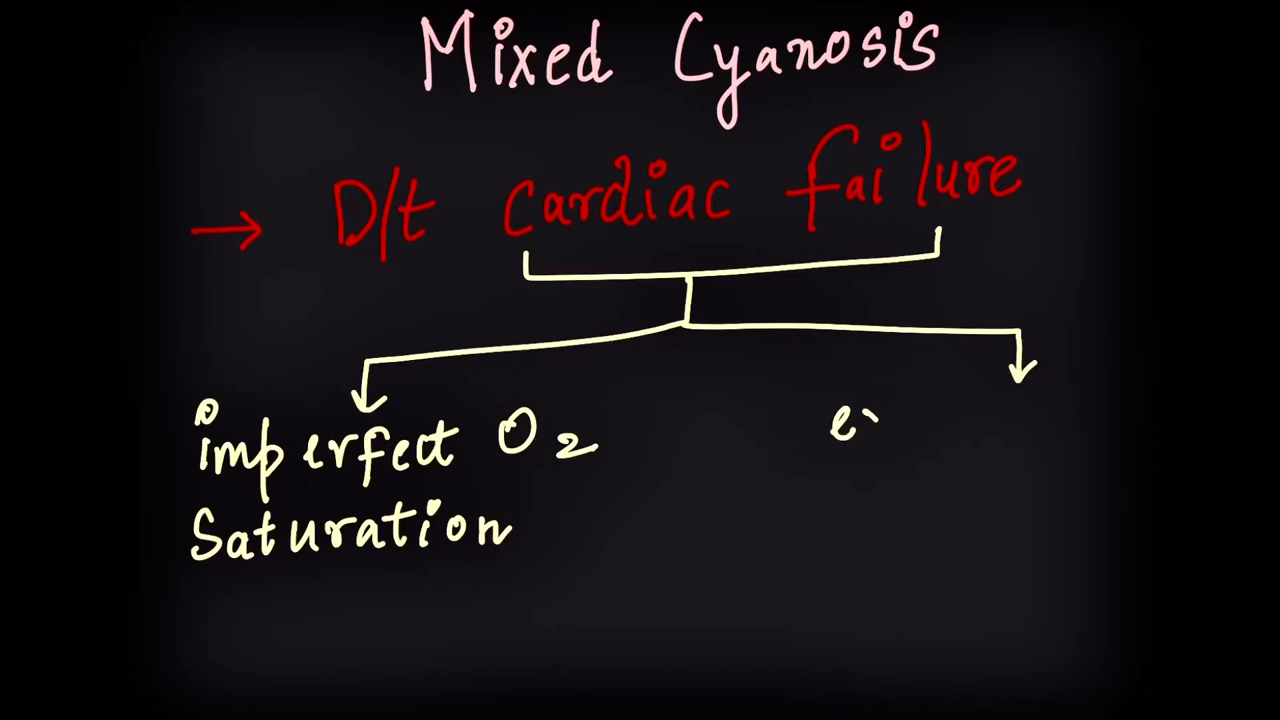 Mixed Cyanosis
→ D/t cardiac failure
imperfect O₂
Saturation